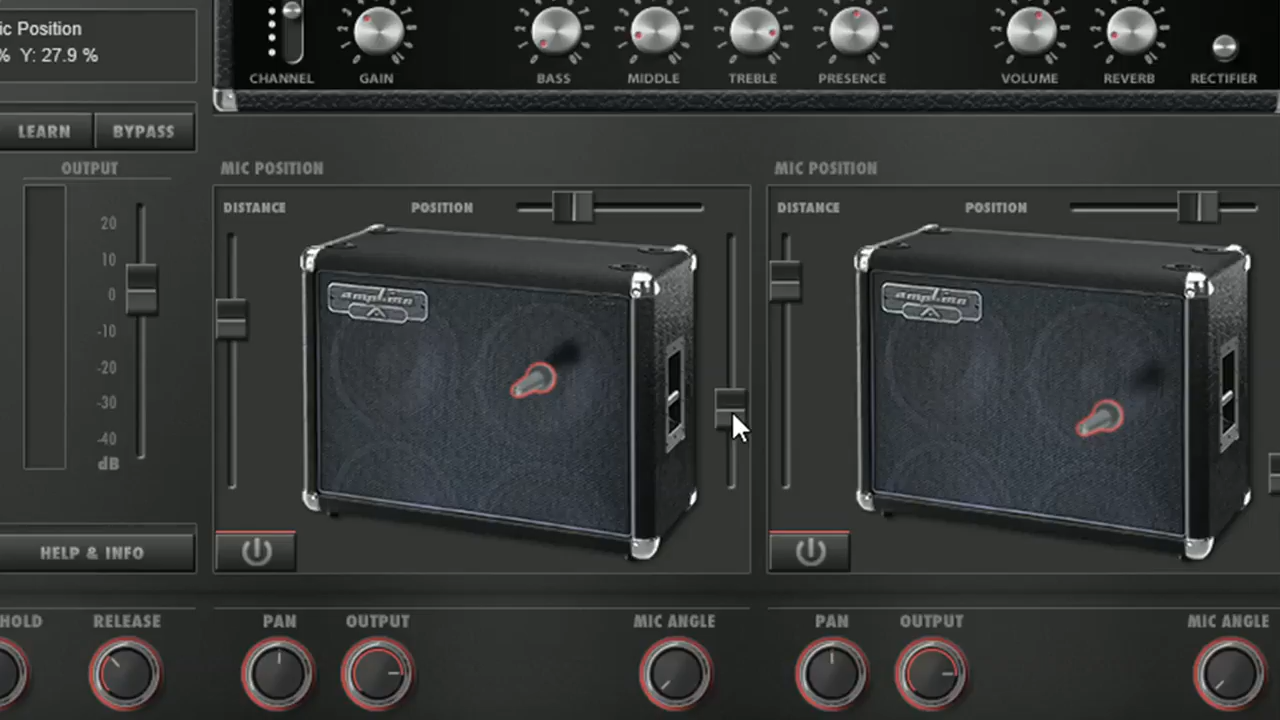 ic Position
% Y: 27.9 %
CHANNEL GAIN BASS MIDDLE TREBLE PRESENCE VOLUME REVERB RECTIFIER
LEARN BYPASS
OUTPUT
20
10
0
-10
-20
-30
-40
dB
HELP & INFO
MIC POSITION
DISTANCE POSITION
MIC POSITION
DISTANCE POSITION
HOLD RELEASE PAN OUTPUT MIC ANGLE PAN OUTPUT MIC ANGLE